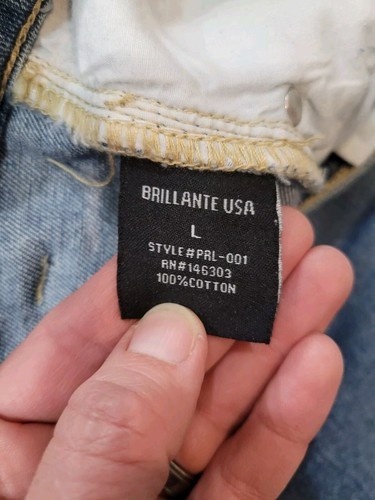 BRILLANTE USA
L
STYLE#PRL-001
RN#146303
100%COTTON